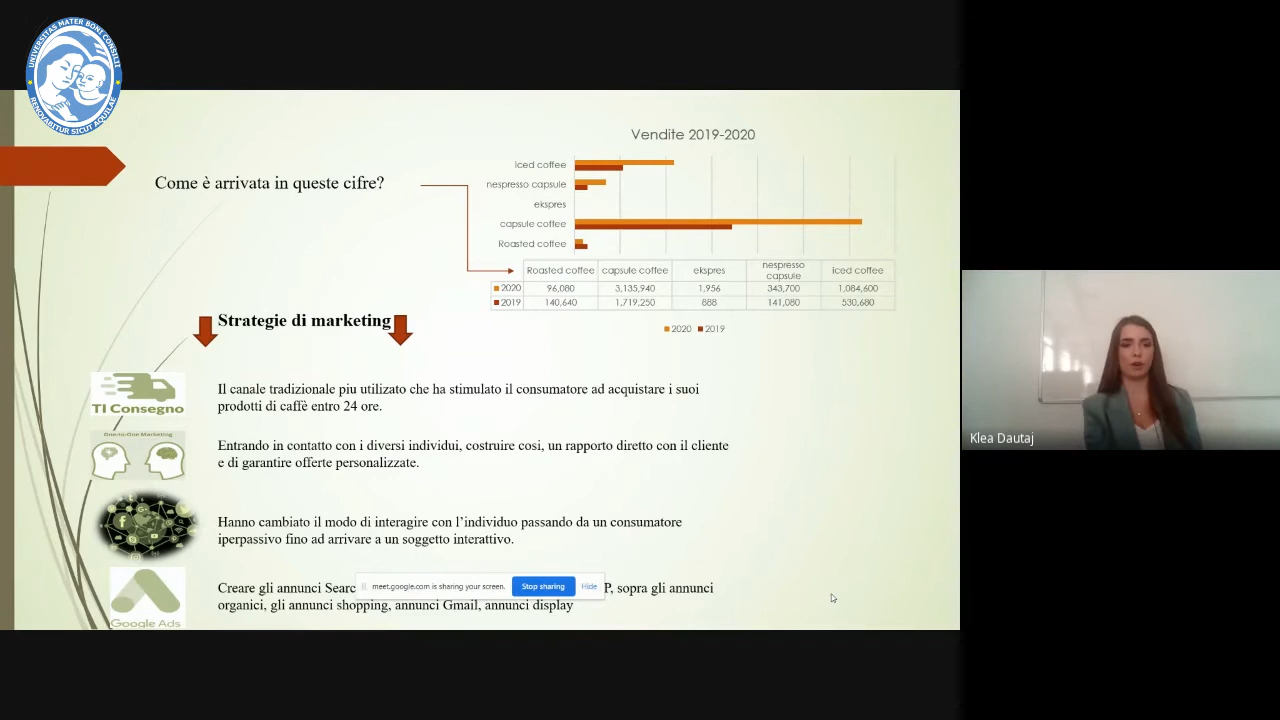 UNIVERSITAS MATER BONI CONSILII
RENOVABITUR SICUT AQUILAE
Vendite 2019-2020
Come è arrivata in queste cifre?
iced coffee
nespresso capsule
ekspres
capsule coffee
Roasted coffee
Roasted coffee capsule coffee ekspres nespresso capsule iced coffee
2020 96,080 3,135,940 1,956 343,700 1,084,600
2019 140,640 1,719,250 888 141,080 530,680
2020 2019
Strategie di marketing
TI Consegno
Il canale tradizionale piu utilizato che ha stimulato il consumatore ad acquistare i suoi
prodotti di caffè entro 24 ore.
One-to-One Marketing
Entrando in contatto con i diversi individui, costruire cosi, un rapporto diretto con il cliente
e di garantire offerte personalizzate.
Hanno cambiato il modo di interagire con l'individuo passando da un consumatore
iperpassivo fino ad arrivare a un soggetto interattivo.
Creare gli annunci Searc
P, sopra gli annunci
organici, gli annunci shopping, annunci Gmail, annunci display
Google Ads
meet.google.com is sharing your screen. Stop sharing Hide
Klea Dautaj